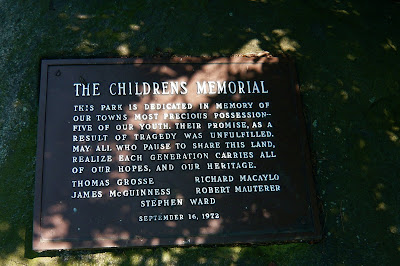 THE CHILDRENS MEMORIAL
THIS PARK IS DEDICATED IN MEMORY OF
OUR TOWNS MOST PRECIOUS POSSESSION--
FIVE OF OUR YOUTH. THEIR PROMISE, AS A
RESULT OF TRAGEDY WAS UNFULFILLED.
MAY ALL WHO PAUSE TO SHARE THIS LAND,
REALIZE EACH GENERATION CARRIES ALL
OF OUR HOPES, AND OUR HERITAGE.
THOMAS GROSSE RICHARD MACAYLO
JAMES McGUINNESS ROBERT MAUTERER
STEPHEN WARD
SEPTEMBER 16, 1972